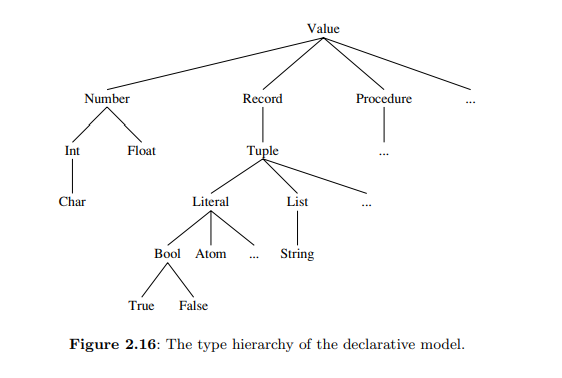 Value
Number Record Procedure ...
Int Float Tuple ...
Char Literal List ...
Bool Atom ... String
True False
Figure 2.16: The type hierarchy of the declarative model.